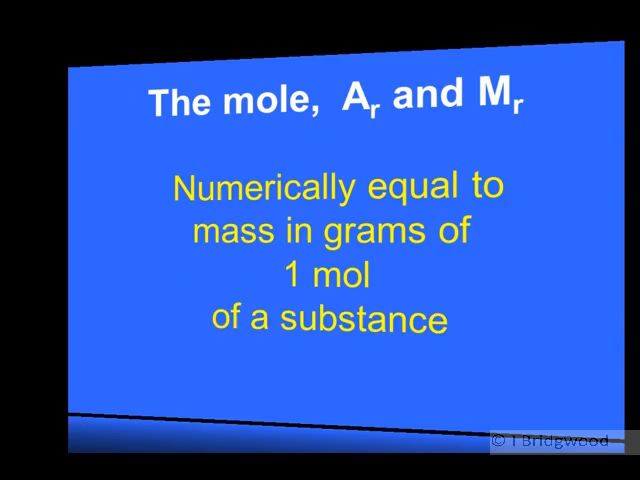 The mole, Aᵣ and Mᵣ
Numerically equal to
mass in grams of
1 mol
of a substance
© I Bridgwood